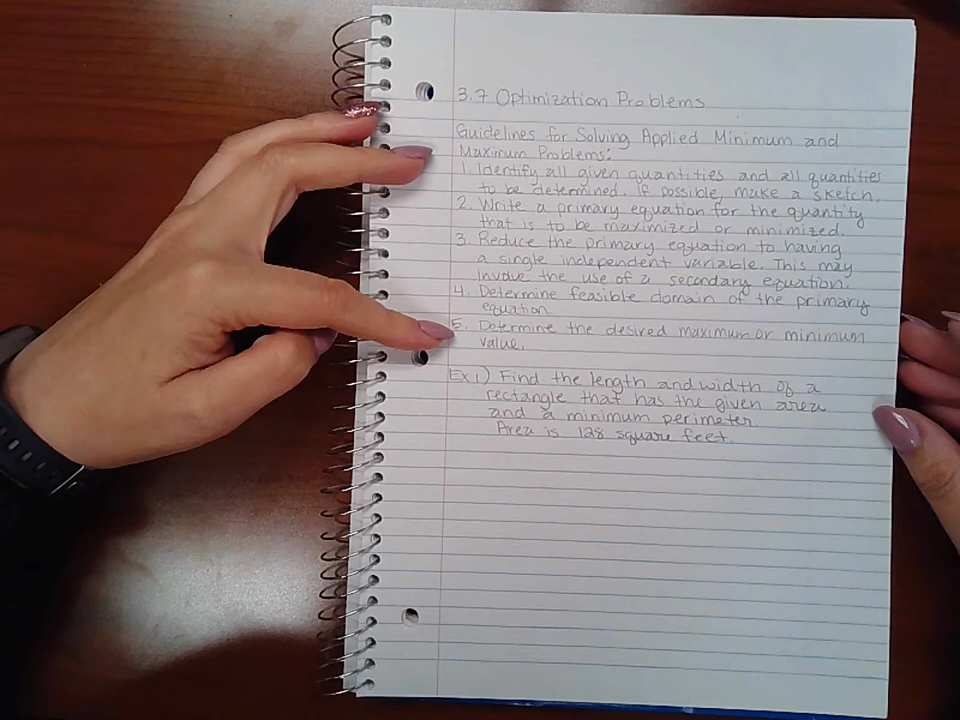 3.7 Optimization Problems
Guidelines for Solving Applied Minimum and
Maximum Problems:
1. Identify all given quantities and all quantities
to be determined. If possible, make a sketch.
2. Write a primary equation for the quantity
that is to be maximized or minimized.
3. Reduce the primary equation to having
a single independent variable. This may
involve the use of a secondary equation.
4. Determine feasible domain of the primary
equation.
5. Determine the desired maximum or minimum
value.
Ex 1) Find the length and width of a
rectangle that has the given area
and a minimum perimeter.
Area is 128 square feet.